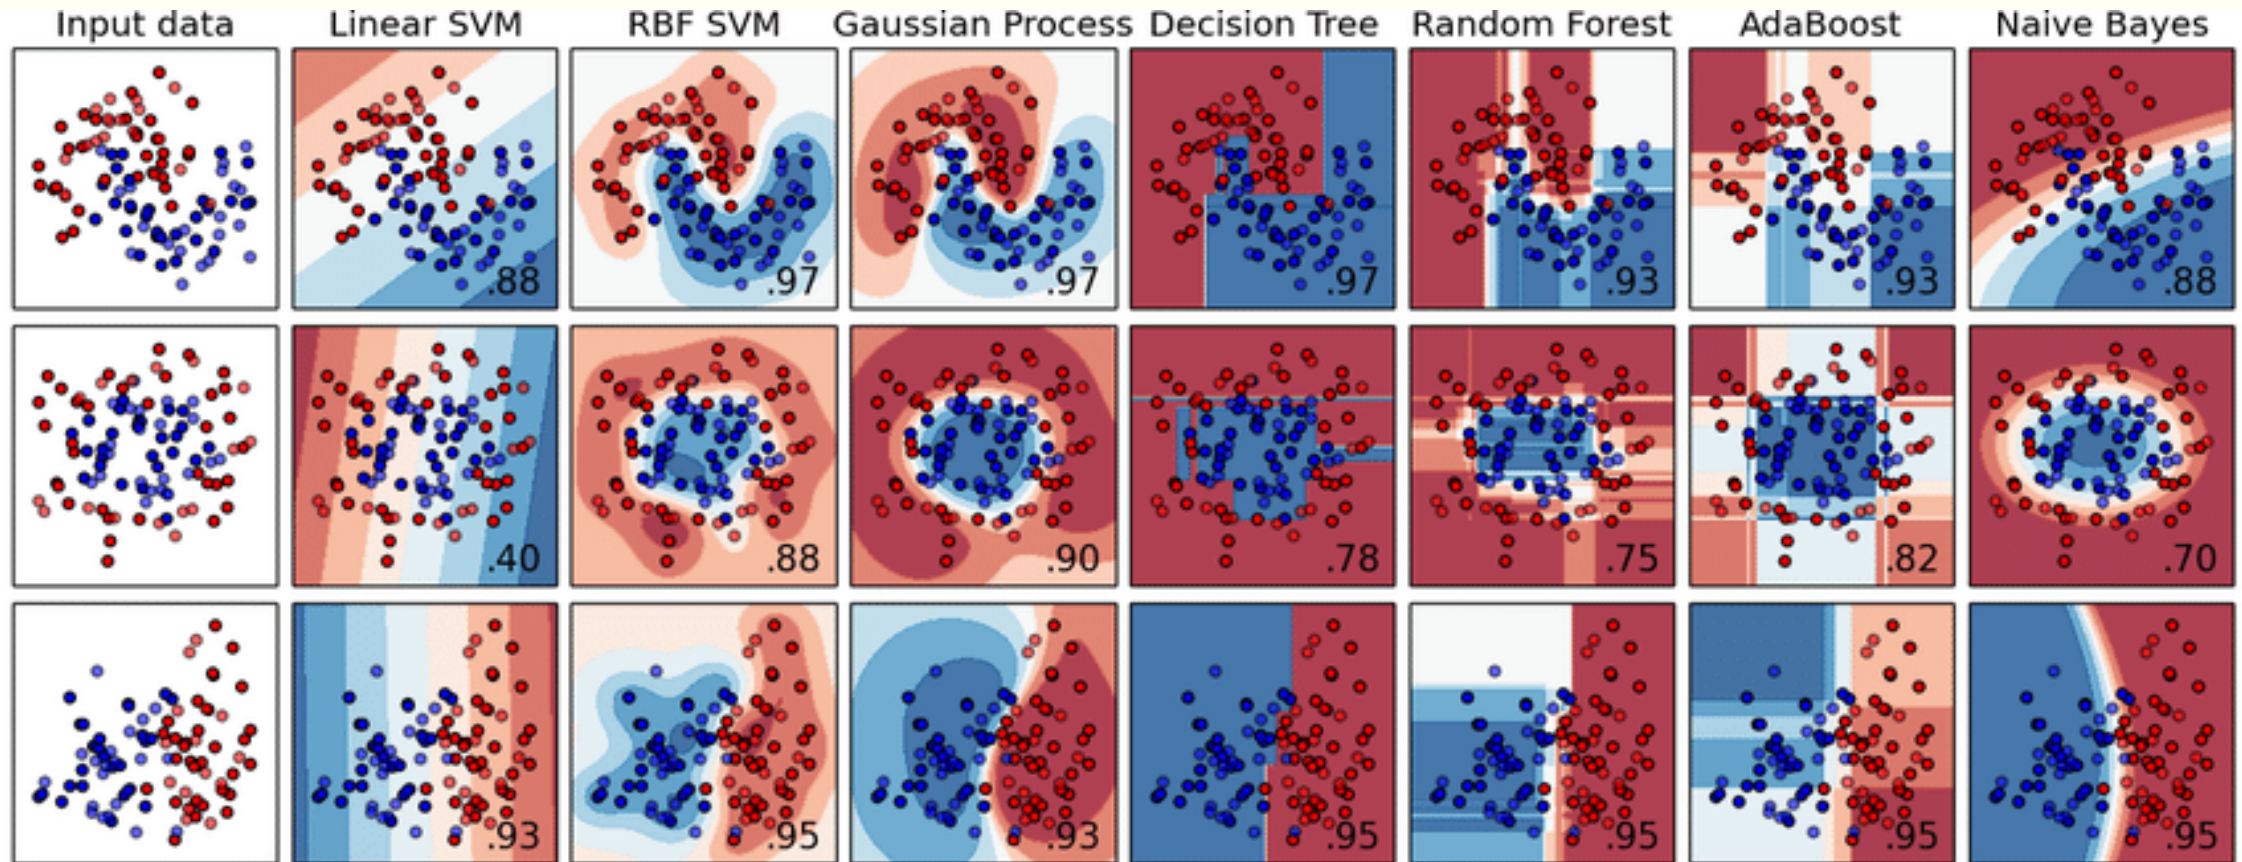 Input data Linear SVM RBF SVM Gaussian Process Decision Tree Random Forest AdaBoost Naive Bayes
.88 .97 .97 .97 .93 .93 .88
.40 .88 .90 .78 .75 .82 .70
.93 .95 .93 .95 .95 .95 .95